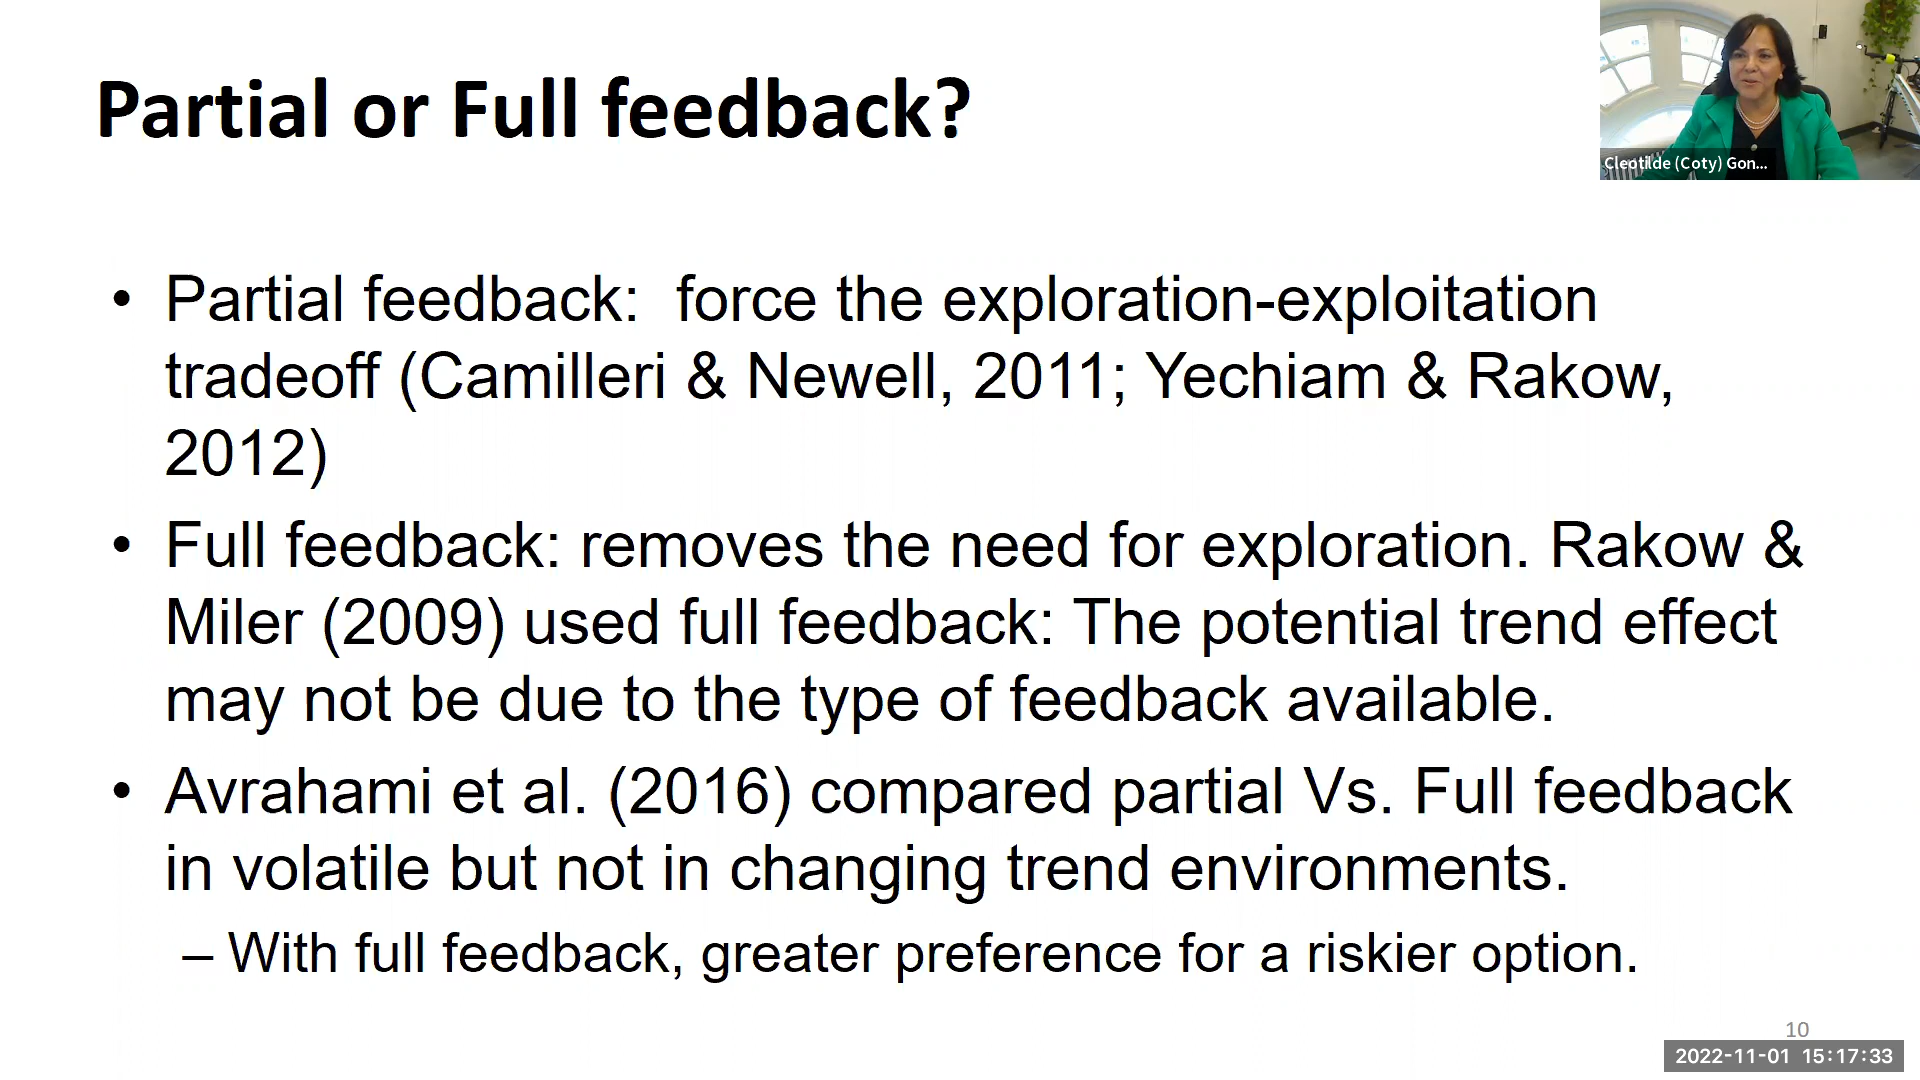 Partial or Full feedback?
Cleotilde (Coty) Gon...
• Partial feedback:  force the exploration-exploitation
tradeoff (Camilleri & Newell, 2011; Yechiam & Rakow,
2012)
• Full feedback: removes the need for exploration. Rakow &
Miler (2009) used full feedback: The potential trend effect
may not be due to the type of feedback available.
• Avrahami et al. (2016) compared partial Vs. Full feedback
in volatile but not in changing trend environments.
– With full feedback, greater preference for a riskier option.
10
2022-11-01 15:17:33